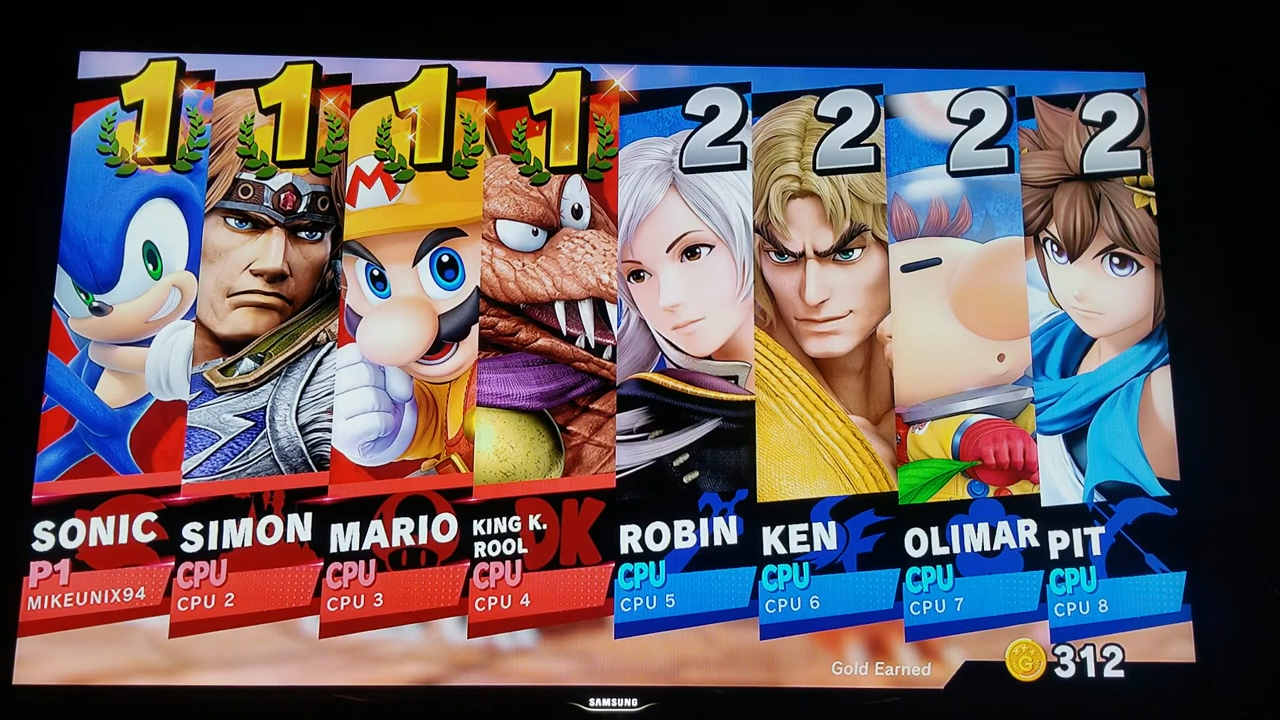 1 1 1 1 2 2 2 2
M
SONIC
P1
MIKEUNIX94
SIMON
CPU
CPU 2
MARIO
CPU
CPU 3
KING K.
ROOL
DK
CPU
CPU 4
ROBIN
CPU
CPU 5
KEN
CPU
CPU 6
OLIMAR
CPU
CPU 7
PIT
CPU
CPU 8
Gold Earned G 312
SAMSUNG